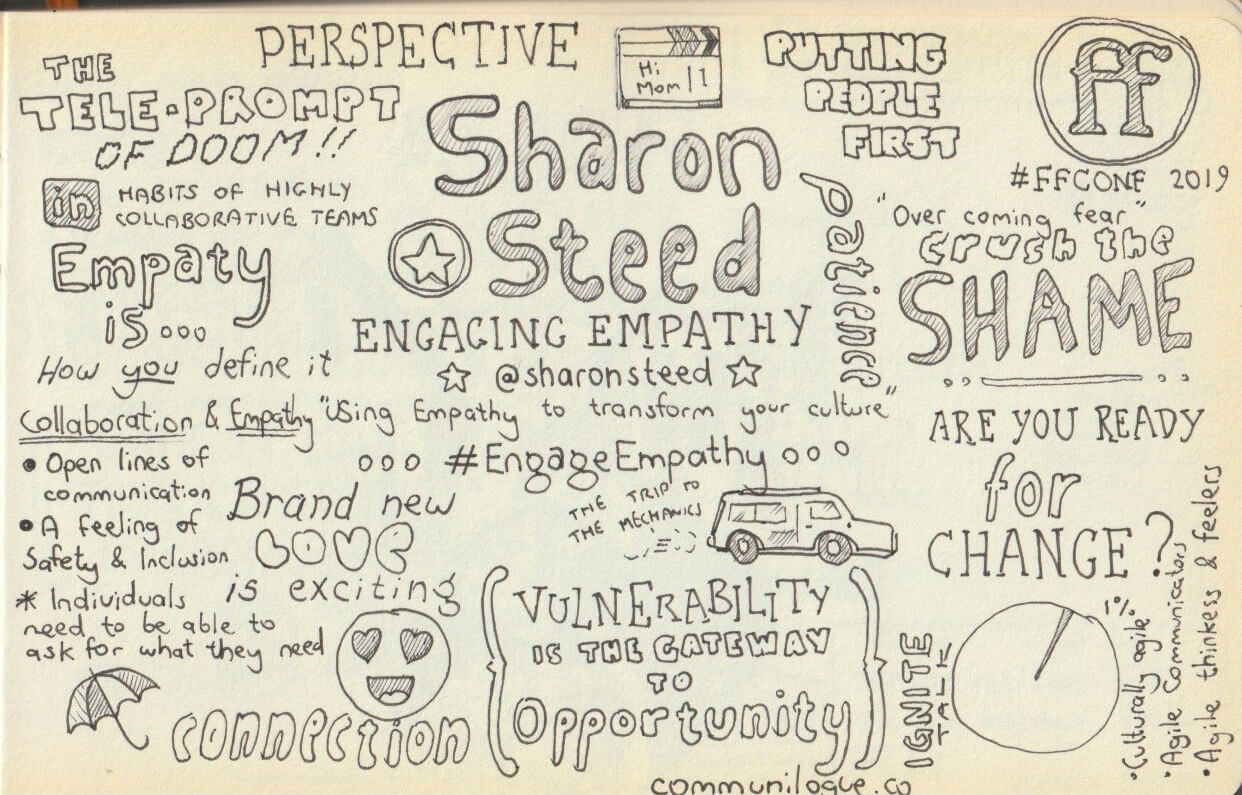 THE
TELE-PROMPT
OF DOOM!!
PERSPECTIVE
Hi
Mom 1
PUTTING
PEOPLE
FIRST
ff
#FFCONF 2019
in HABITS OF HIGHLY
COLLABORATIVE TEAMS
Sharon
Steed
ENGAGING EMPATHY
@sharonsteed
Patience
"Over coming fear"
Crush the
SHAME
Empaty
is...
How you define it
"Using Empathy to transform your culture"
#EngageEmpathy
Collaboration & Empathy
• Open lines of
communication
• A feeling of
Safety & Inclusion
* Individuals
need to be able to
ask for what they need
Brand new
LOVE
is exciting
THE TRIP TO
THE MECHANICS
ARE YOU READY
for
CHANGE?
connection
VULNERABILITY
IS THE GATEWAY
TO
Opportunity
IGNITE
TALK
1%
• Culturally agile
• Agile Communicators
• Agile thinkess & feelers
communilogue.co